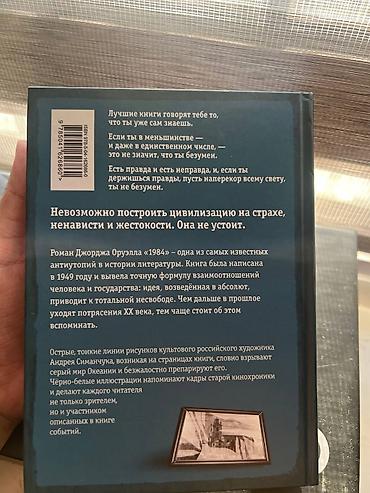 Лучшие книги говорят тебе то,
что ты уже сам знаешь.
Если ты в меньшинстве —
и даже в единственном числе, —
это не значит, что ты безумен.
Есть правда и есть неправда, и, если ты
держишься правды, пусть наперекор всему свету,
ты не безумен.
Невозможно построить цивилизацию на страхе,
ненависти и жестокости. Она не устоит.
Роман Джорджа Оруэлла «1984» – одна из самых известных
антиутопий в истории литературы. Книга была написана
в 1949 году и вывела точную формулу взаимоотношений
человека и государства: идея, возведённая в абсолют,
приводит к тотальной несвободе. Чем дальше в прошлое
уходят потрясения XX века, тем чаще стоит об этом
вспоминать.
Острые, тонкие линии рисунков культового российского художника
Андрея Симанчука, возникая на страницах книги, словно взрывают
серый мир Океании и безжалостно препарируют его.
Чёрно-белые иллюстрации напоминают кадры старой кинохроники
и делают каждого читателя
не только зрителем,
но и участником
описанных в книге
событий.